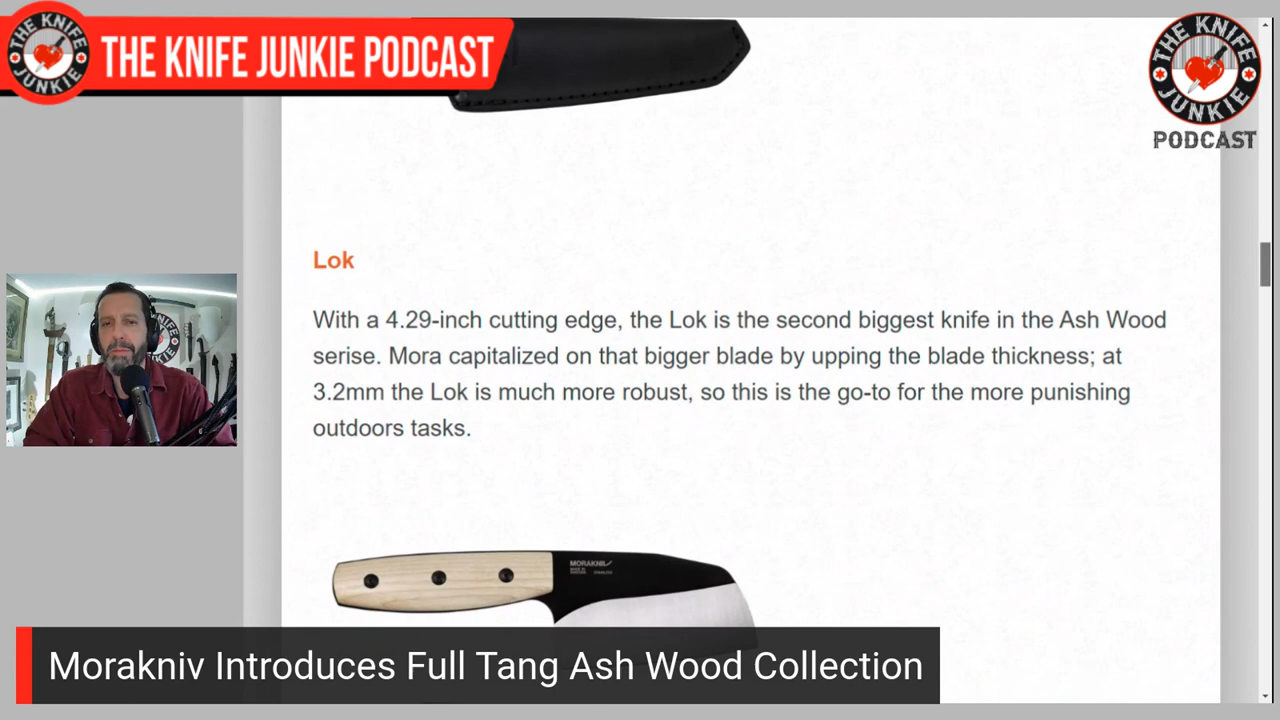 THE KNIFE JUNKIE
THE KNIFE JUNKIE PODCAST
THE KNIFE JUNKIE
PODCAST
Lok
With a 4.29-inch cutting edge, the Lok is the second biggest knife in the Ash Wood
serise. Mora capitalized on that bigger blade by upping the blade thickness; at
3.2mm the Lok is much more robust, so this is the go-to for the more punishing
outdoors tasks.
MORAKNIV
Morakniv Introduces Full Tang Ash Wood Collection